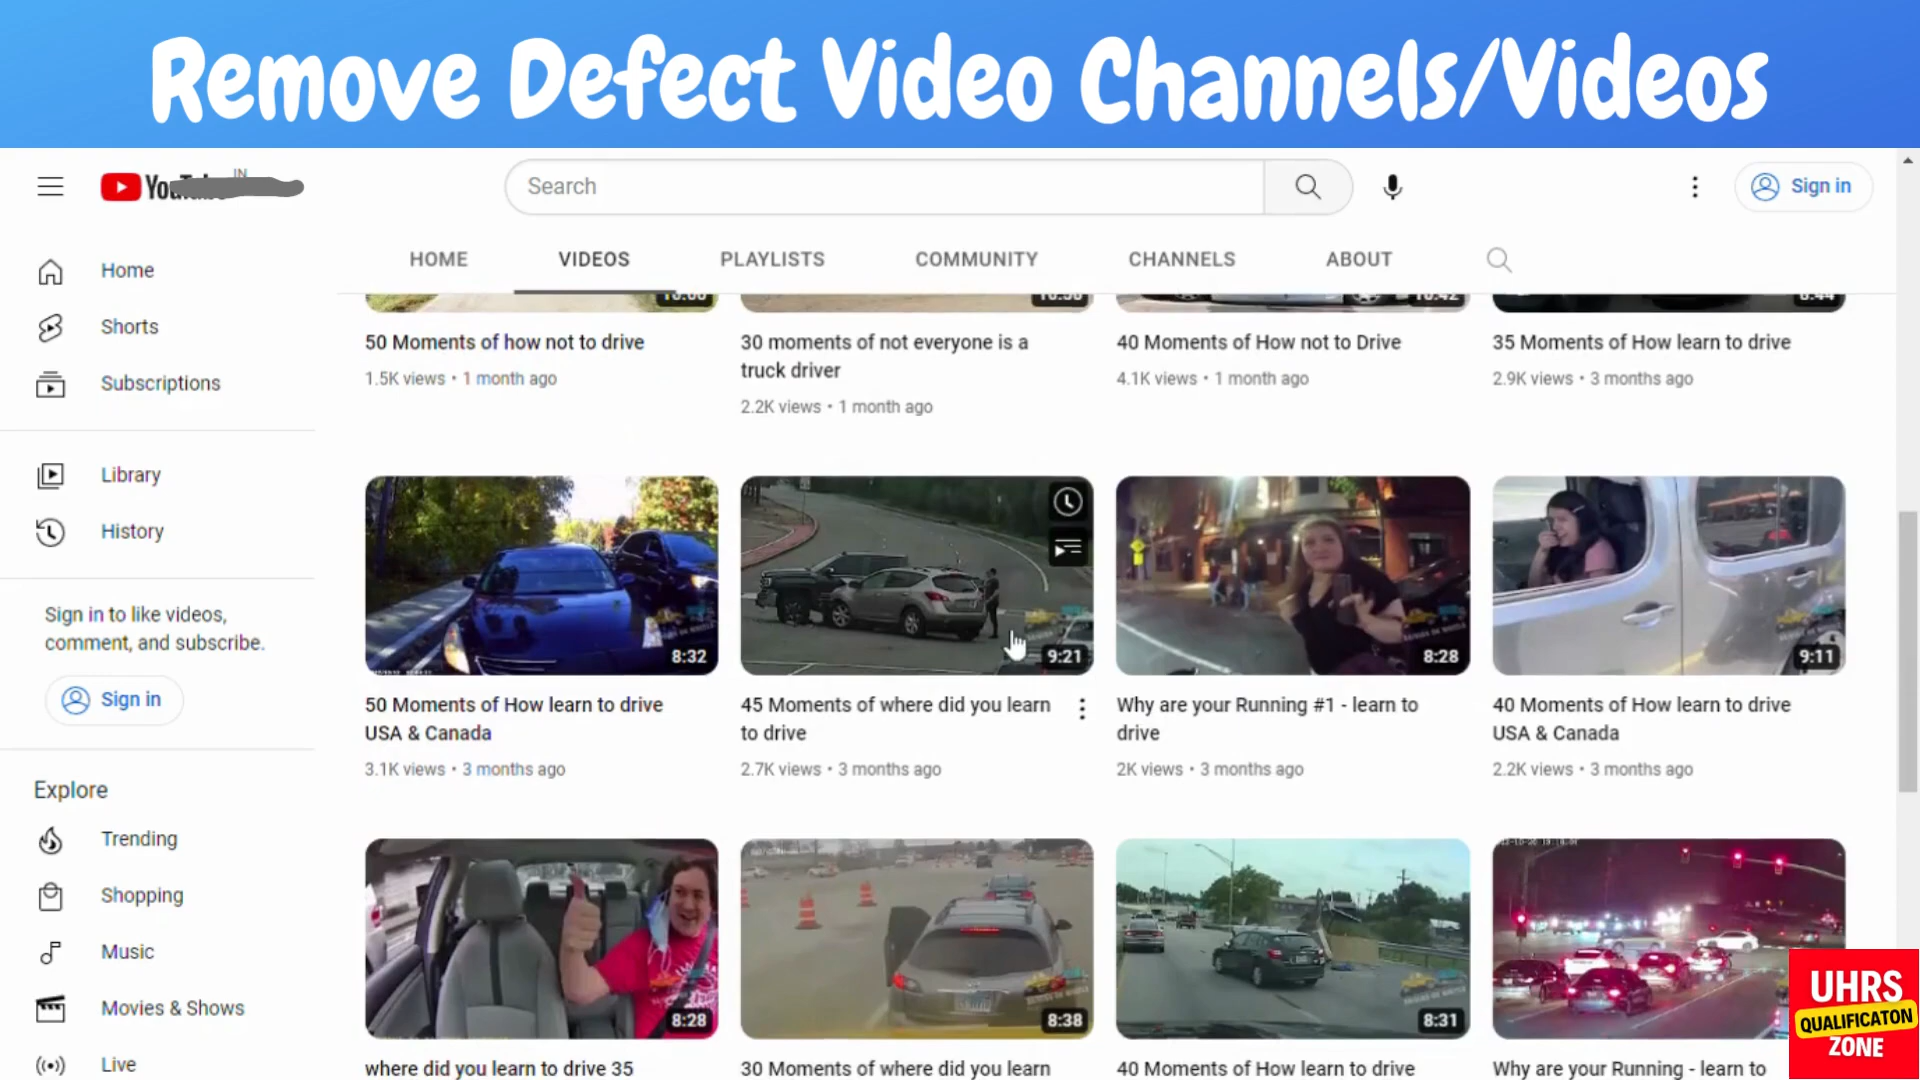 Remove Defect Video Channels/Videos
IN
Search
Sign in
HOME
VIDEOS
PLAYLISTS
COMMUNITY
CHANNELS
ABOUT
Home
Shorts
Subscriptions
Library
History
Sign in to like videos,
comment, and subscribe.
Sign in
Explore
Trending
Shopping
Music
Movies & Shows
Live
50 Moments of how not to drive
1.5K views • 1 month ago
30 moments of not everyone is a
truck driver
2.2K views • 1 month ago
40 Moments of How not to Drive
4.1K views • 1 month ago
35 Moments of How learn to drive
2.9K views • 3 months ago
8:32
50 Moments of How learn to drive
USA & Canada
3.1K views • 3 months ago
9:21
45 Moments of where did you learn
to drive
2.7K views • 3 months ago
8:28
Why are your Running #1 - learn to
drive
2K views • 3 months ago
9:11
40 Moments of How learn to drive
USA & Canada
2.2K views • 3 months ago
8:28
where did you learn to drive 35
8:38
30 Moments of where did you learn
8:31
40 Moments of How learn to drive
Why are your Running - learn to
UHRS
QUALIFICATON
ZONE